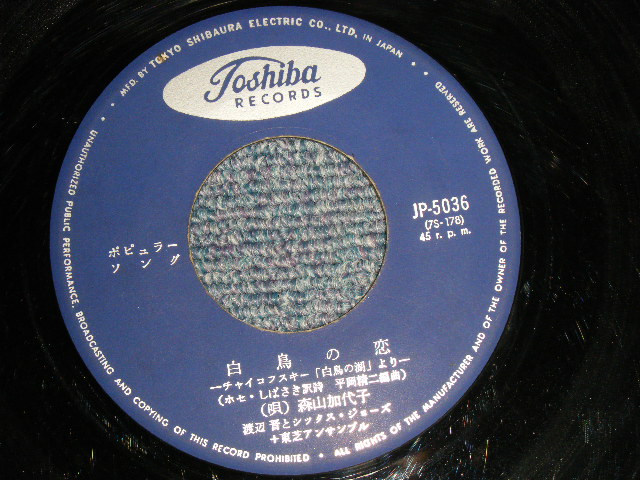 MFD. BY TOKYO SHIBAURA ELECTRIC CO., LTD. IN JAPAN
UNAUTHORIZED PUBLIC PERFORMANCE, BROADCASTING AND COPYING OF THIS RECORD PROHIBITED • ALL RIGHTS OF THE MANUFACTURER AND OF THE OWNER OF THE RECORDED WORK ARE RESERVED
Toshiba
RECORDS
JP-5036
(7S-178)
45 r. p. m.
ポピュラー
ソング
白鳥の恋
—チャイコフスキー「白鳥の湖」より—
(ホセ・しばさき訳詩 平岡精二編曲)
(唄) 森山加代子
渡辺 晋とシックス・ジョーズ
+東芝アンサンブル